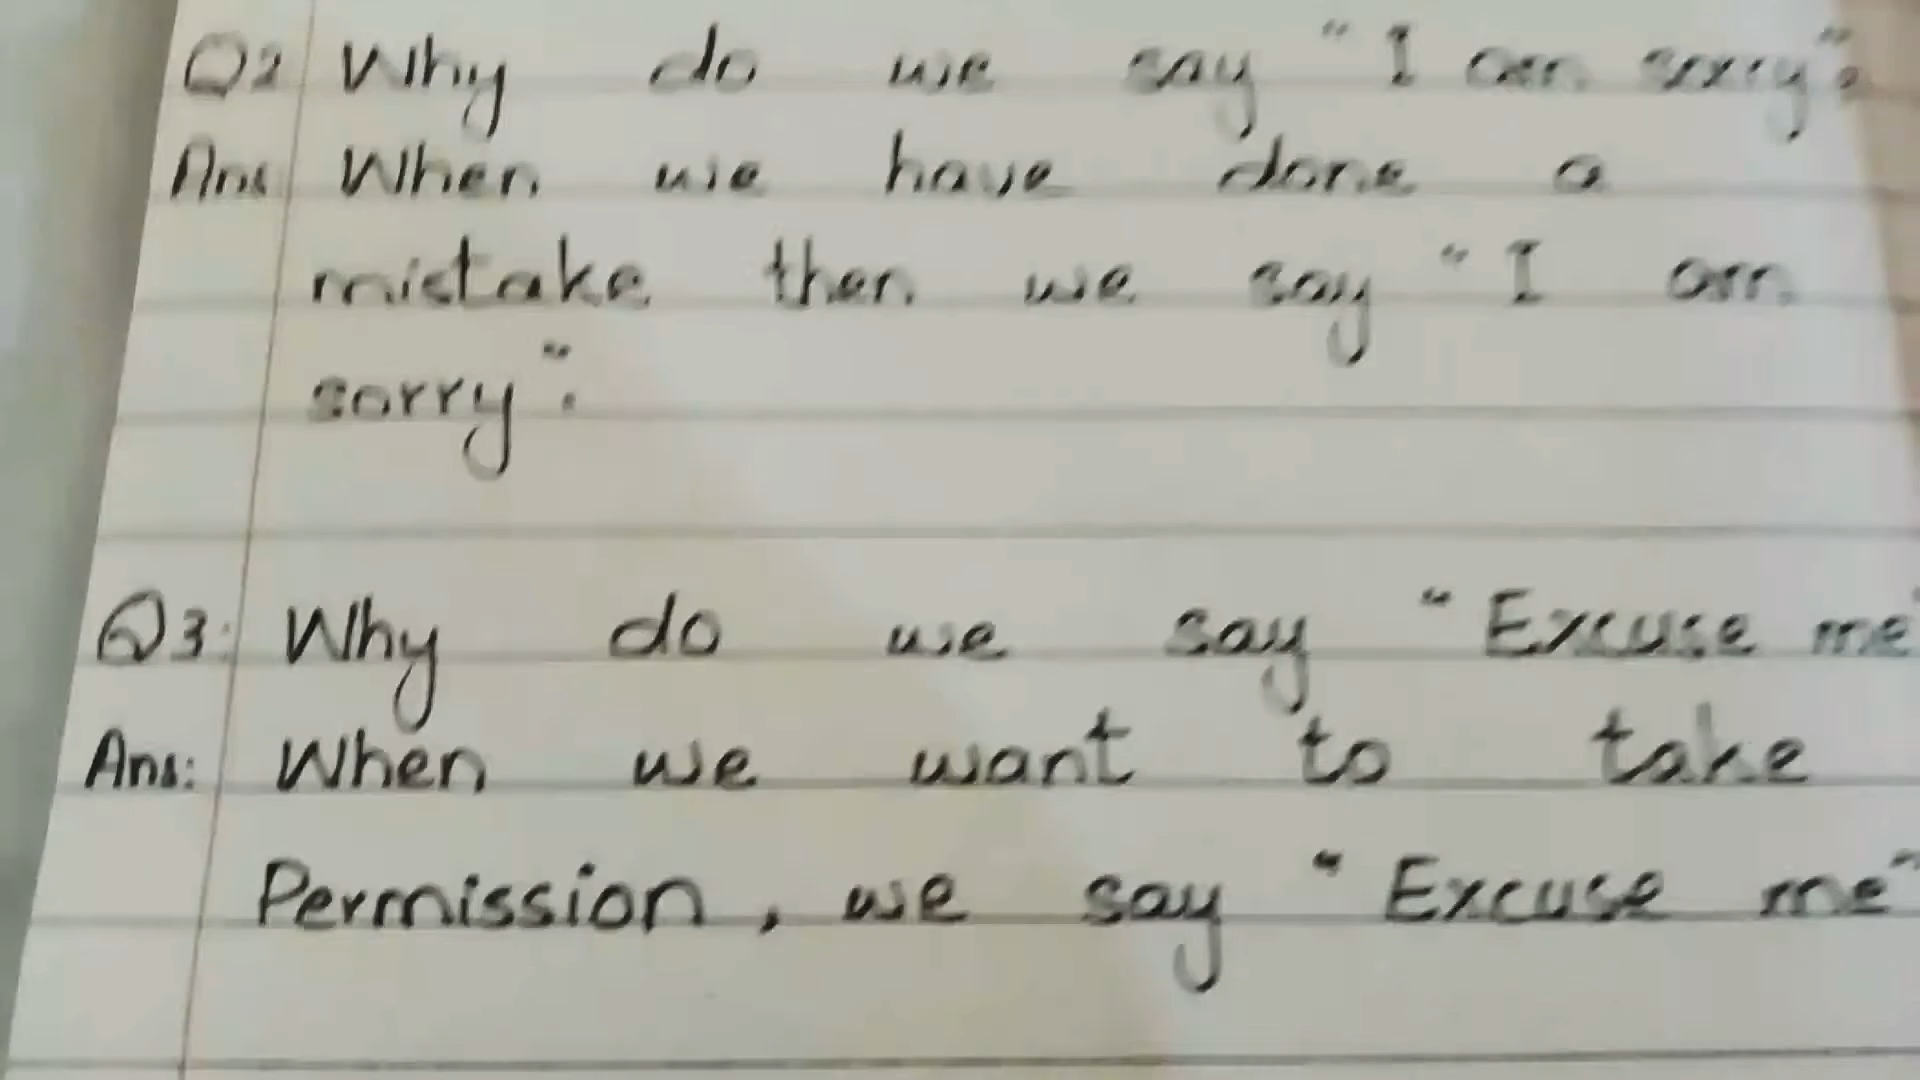 Q2 Why do we say "I am sorry"?
Ans When we have done a
mistake then we say "I am
sorry".
Q3: Why do we say "Excuse me"
Ans: When we want to take
Permission, we say "Excuse me"